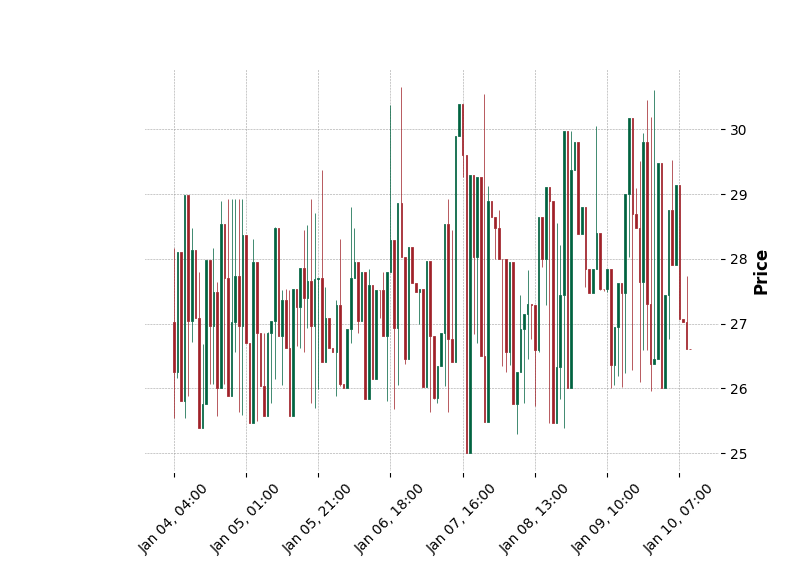 30
29
28
27
26
25
Price
Jan 04, 04:00
Jan 05, 01:00
Jan 05, 21:00
Jan 06, 18:00
Jan 07, 16:00
Jan 08, 13:00
Jan 09, 10:00
Jan 10, 07:00